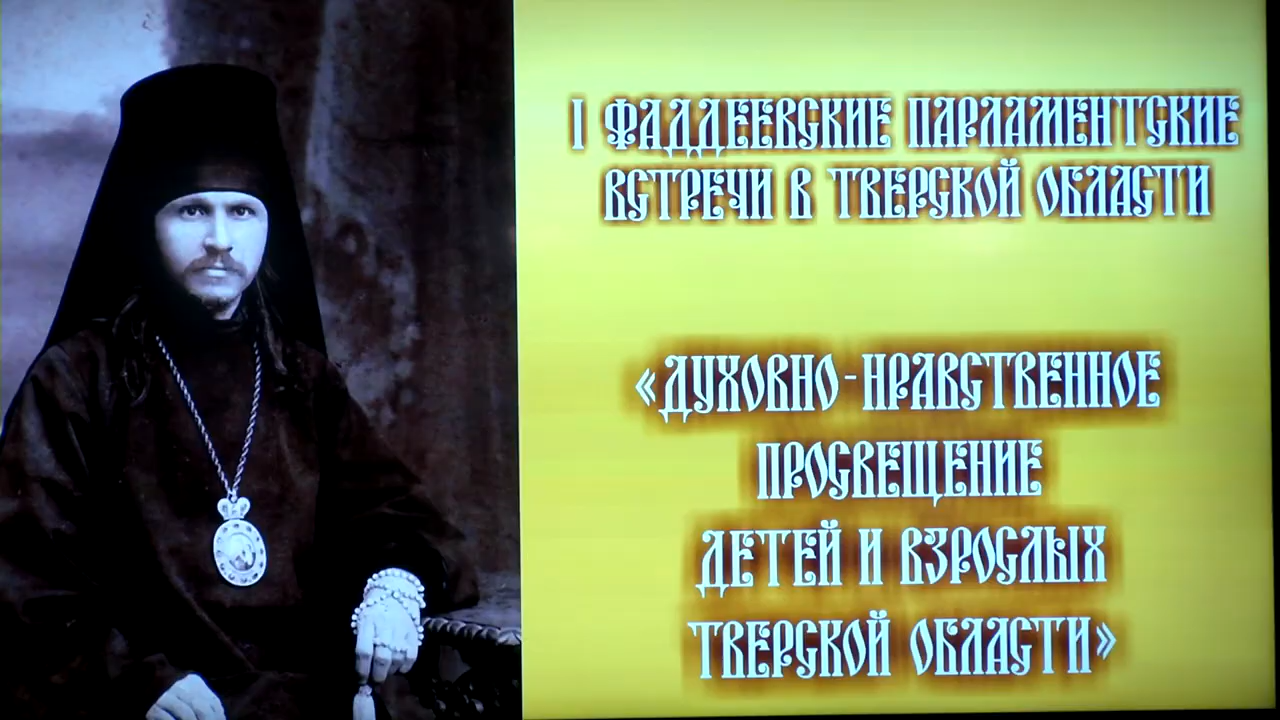 I ФАДДЕЕВСКИЕ ПАРЛАМЕНТСКИЕ
ВСТРЕЧИ В ТВЕРСКОЙ ОБЛАСТИ
«ДУХОВНО-НРАВСТВЕННОЕ
ПРОСВЕЩЕНИЕ
ДЕТЕЙ И ВЗРОСЛЫХ
ТВЕРСКОЙ ОБЛАСТИ»